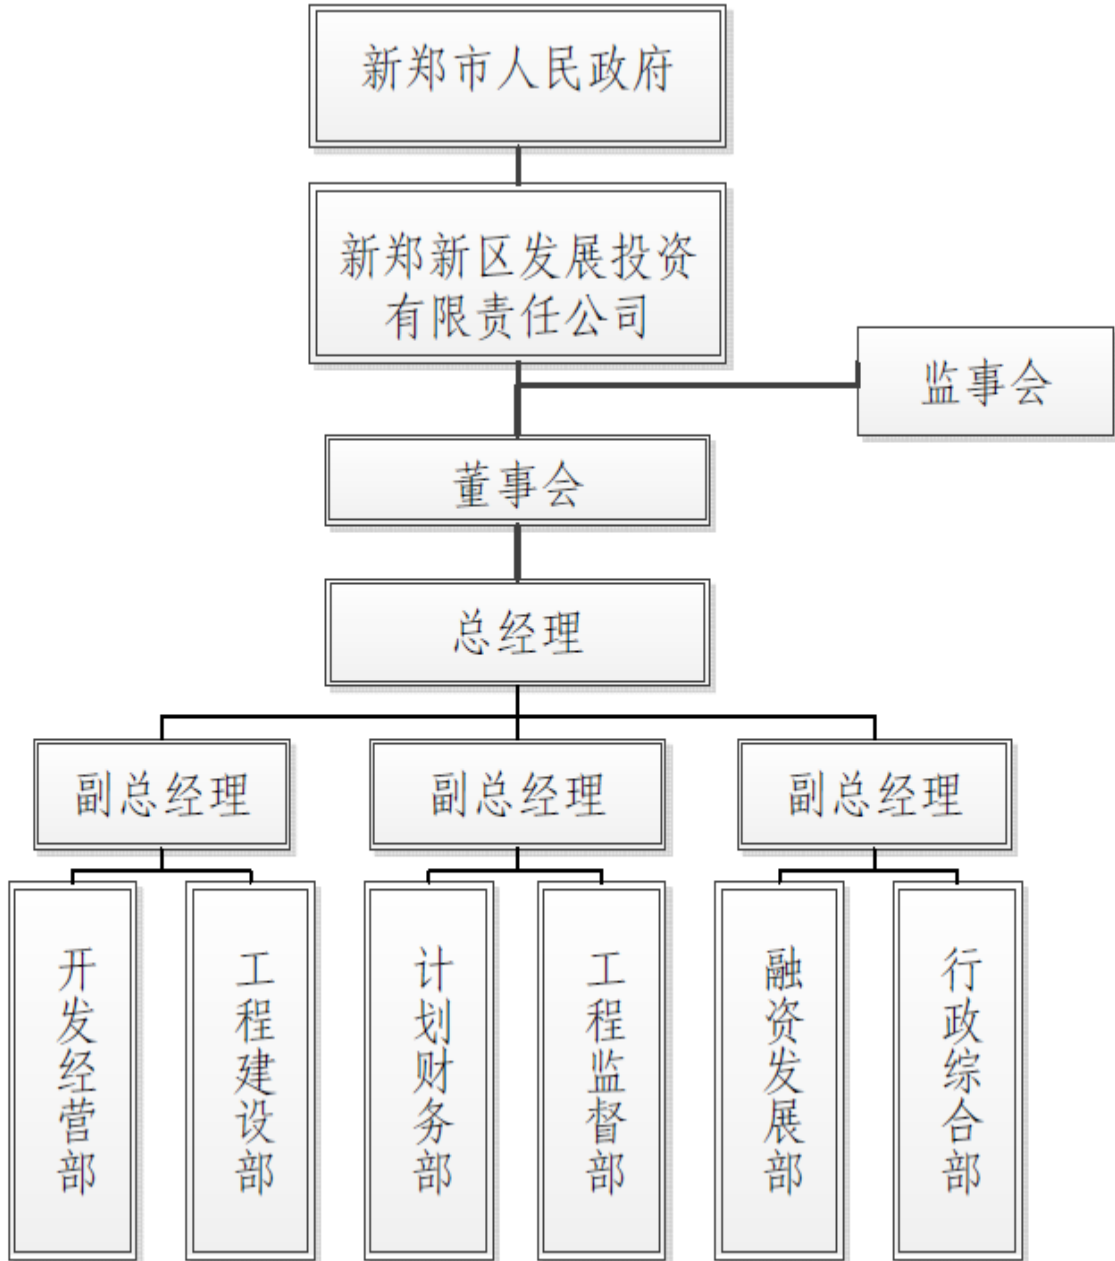 新郑市人民政府
新郑新区发展投资
有限责任公司
监事会
董事会
总经理
副总经理
副总经理
副总经理
开发经营部
工程建设部
计划财务部
工程监督部
融资发展部
行政综合部